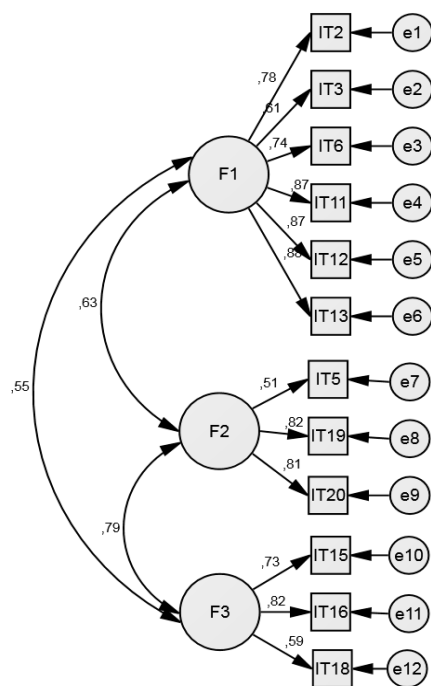 IT2
e1
,78
IT3
e2
,61
IT6
e3
,74
F1
IT11
e4
,87
IT12
e5
,87
IT13
e6
,63
,55
IT5
e7
,51
F2
IT19
e8
,82
IT20
e9
,81
,79
IT15
e10
,73
F3
IT16
e11
,82
IT18
e12
,59